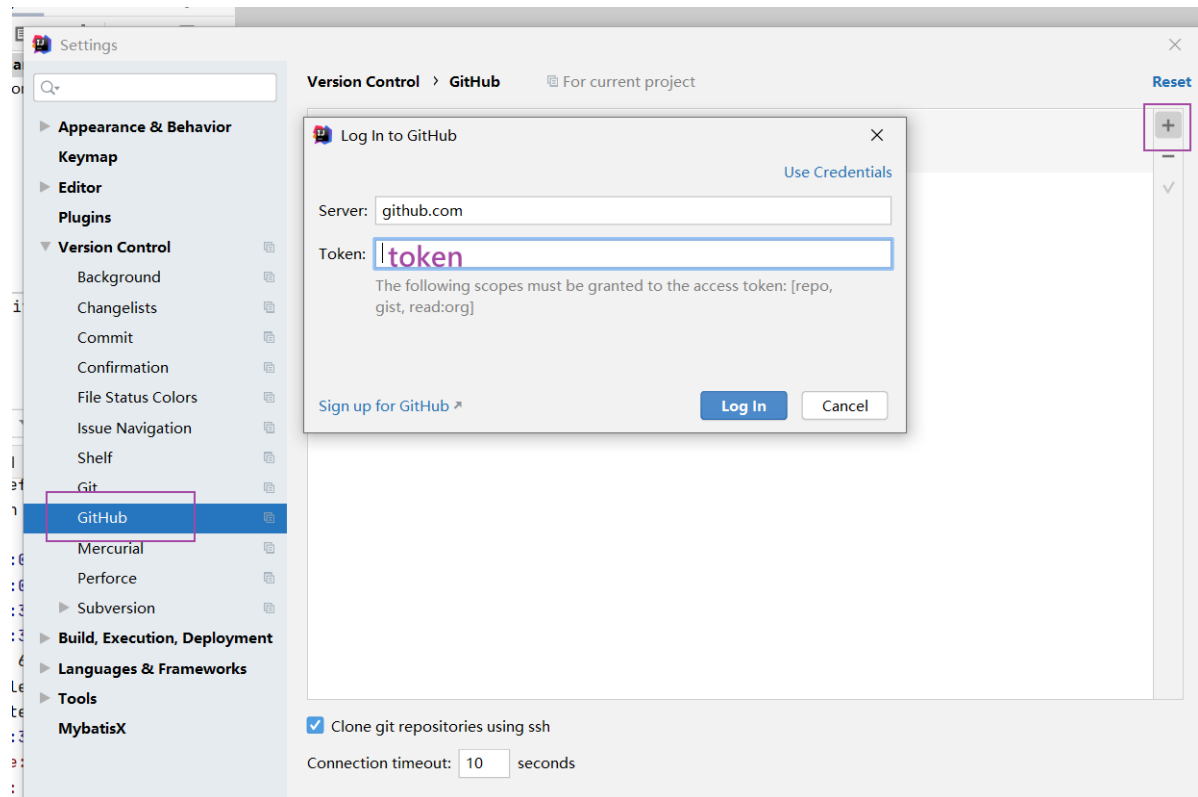 Settings
Version Control › GitHub
For current project
Reset
Appearance & Behavior
Keymap
Editor
Plugins
Version Control
Background
Changelists
Commit
Confirmation
File Status Colors
Issue Navigation
Shelf
Git
GitHub
Mercurial
Perforce
Subversion
Build, Execution, Deployment
Languages & Frameworks
Tools
MybatisX
Log In to GitHub
Use Credentials
Server: github.com
Token: token
The following scopes must be granted to the access token: [repo,
gist, read:org]
Sign up for GitHub
Log In
Cancel
Clone git repositories using ssh
Connection timeout: 10 seconds